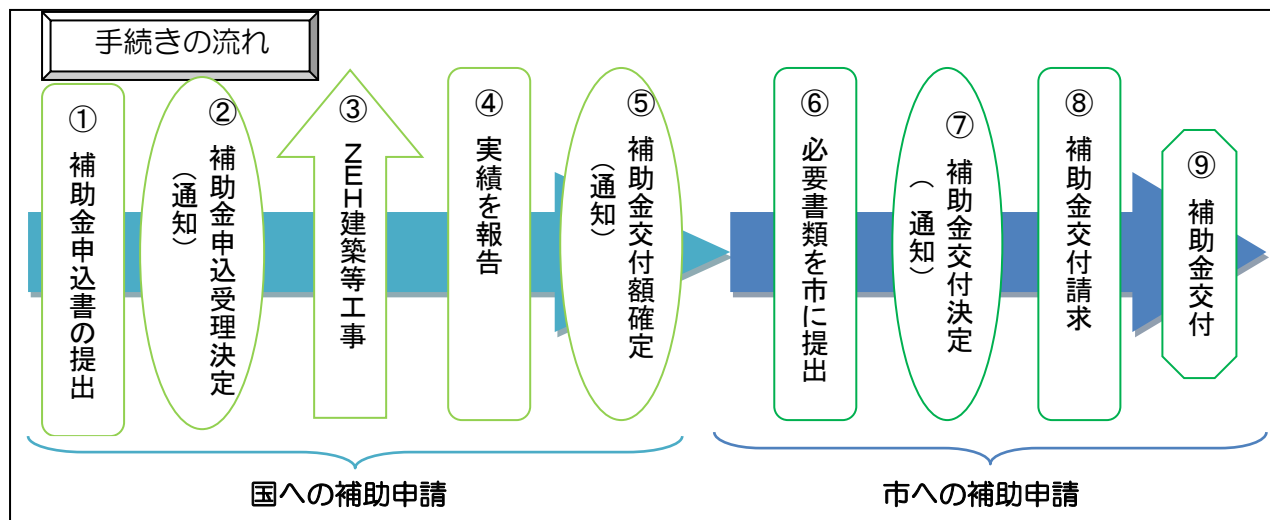 手続きの流れ
① 補助金申込書の提出
② 補助金申込受理決定
（通知）
③ ZEH建築等工事
④ 実績を報告
⑤ 補助金交付額確定
（通知）
⑥ 必要書類を市に提出
⑦ 補助金交付決定
（ 通知）
⑧ 補助金交付請求
⑨ 補助金交付
国への補助申請
市への補助申請